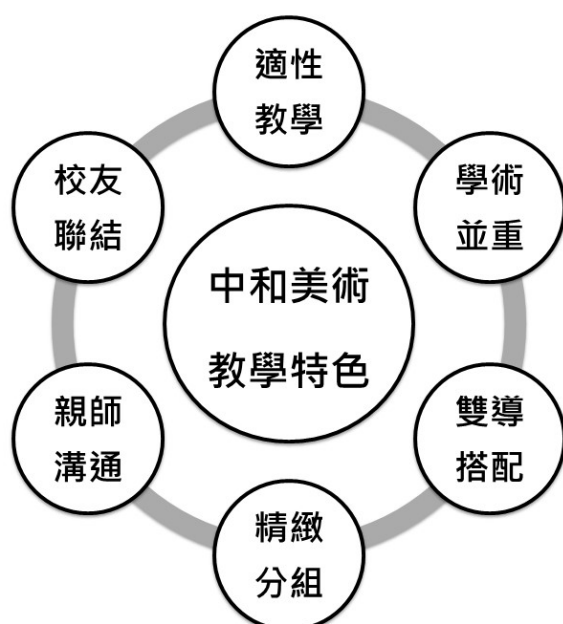 適性
教學
學術
並重
雙導
搭配
精緻
分組
親師
溝通
校友
聯結
中和美術
教學特色